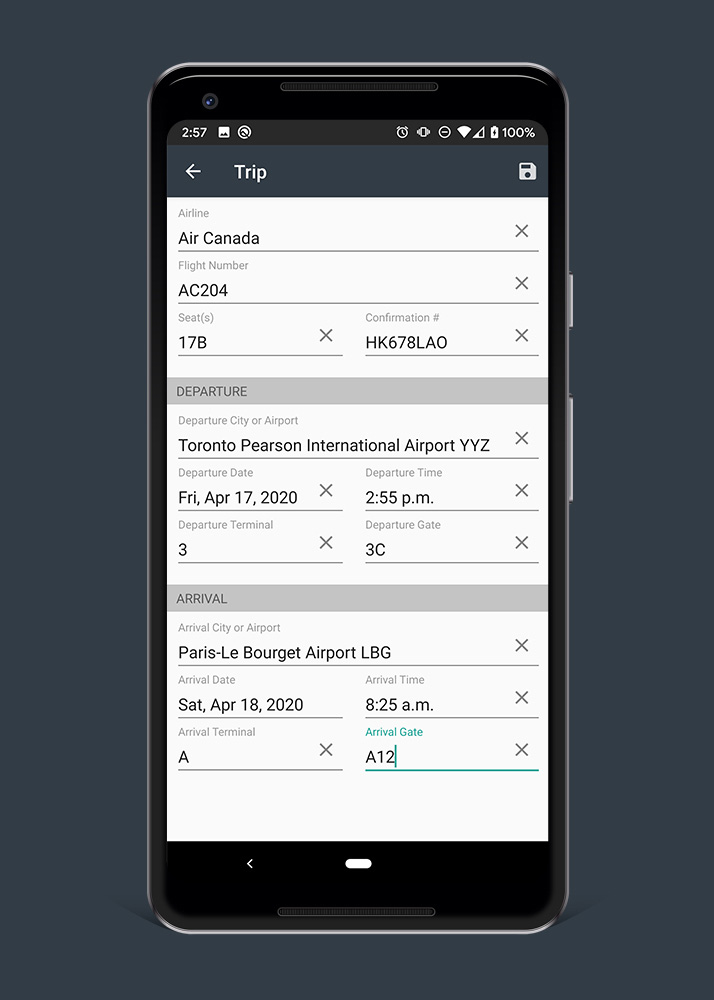 2:57 100%
Trip
Airline
Air Canada
Flight Number
AC204
Seat(s) Confirmation #
17B HK678LAO
DEPARTURE
Departure City or Airport
Toronto Pearson International Airport YYZ
Departure Date Departure Time
Fri, Apr 17, 2020 2:55 p.m.
Departure Terminal Departure Gate
3 3C
ARRIVAL
Arrival City or Airport
Paris-Le Bourget Airport LBG
Arrival Date Arrival Time
Sat, Apr 18, 2020 8:25 a.m.
Arrival Terminal Arrival Gate
A A12